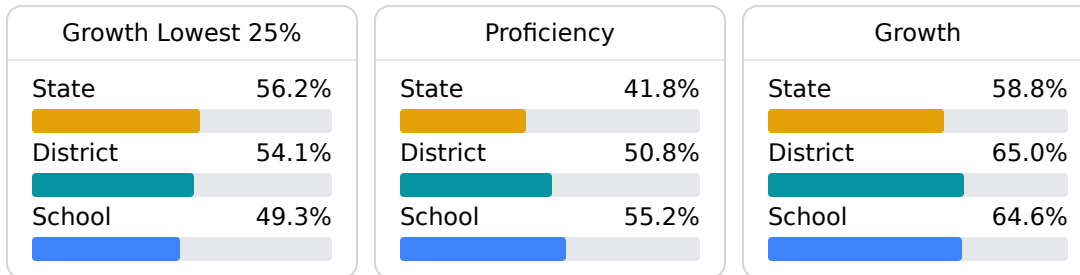 Growth Lowest 25%
State 56.2%
District 54.1%
School 49.3%
Proficiency
State 41.8%
District 50.8%
School 55.2%
Growth
State 58.8%
District 65.0%
School 64.6%